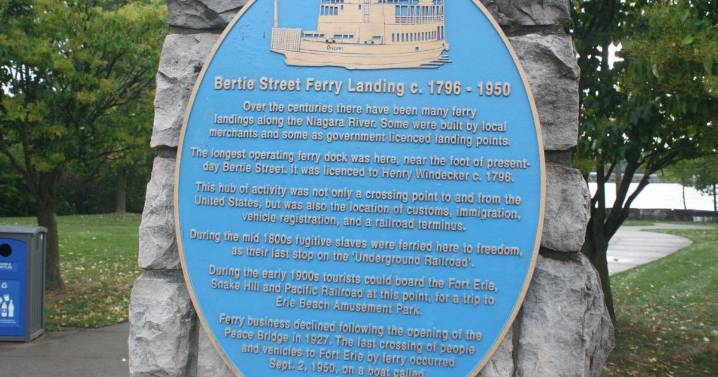 Bertie Street Ferry Landing c. 1796 - 1950
Over the centuries there have been many ferry
landings along the Niagara River. Some were built by local
merchants and some as government licenced landing points.
The longest operating ferry dock was here, near the foot of present-
day Bertie Street. It was licenced to Henry Windecker c. 1796.
This hub of activity was not only a crossing point to and from the
United States, but was also the location of customs, immigration,
vehicle registration, and a railroad terminus.
During the mid 1800s fugitive slaves were ferried here to freedom,
as their last stop on the 'Underground Railroad'.
During the early 1900s tourists could board the Fort Erie,
Snake Hill and Pacific Railroad at this point, for a trip to
Erie Beach Amusement Park.
Ferry business declined following the opening of the
Peace Bridge in 1927. The last crossing of people
and vehicles to Fort Erie by ferry occurred
Sept. 2, 1950, on a boat called